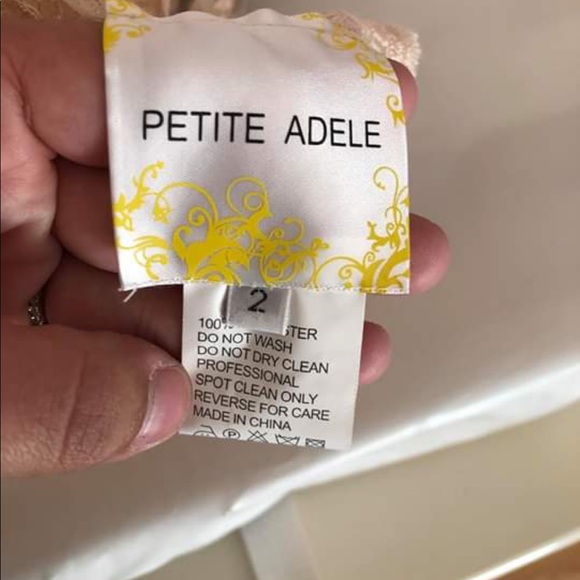 PETITE ADELE
2
100%
DO NOT WASH
DO NOT DRY CLEAN
PROFESSIONAL
SPOT CLEAN ONLY
REVERSE FOR CARE
MADE IN CHINA